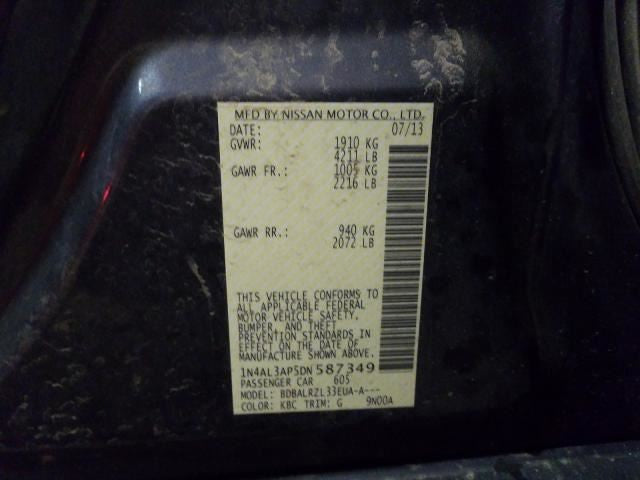 MFD BY NISSAN MOTOR CO., LTD.
DATE: 07/13
GVWR: 1910 KG
4211 LB
GAWR FR.: 1005 KG
2216 LB
GAWR RR.: 940 KG
2072 LB
THIS VEHICLE CONFORMS TO
ALL APPLICABLE FEDERAL
MOTOR VEHICLE SAFETY,
BUMPER, AND THEFT
PREVENTION STANDARDS IN
EFFECT ON THE DATE OF
MANUFACTURE SHOWN ABOVE.
1N4AL3AP5DN587349
PASSENGER CAR 605
MODEL: BDBALRZL33EUA-A---
COLOR: KBC TRIM: G 9N00A